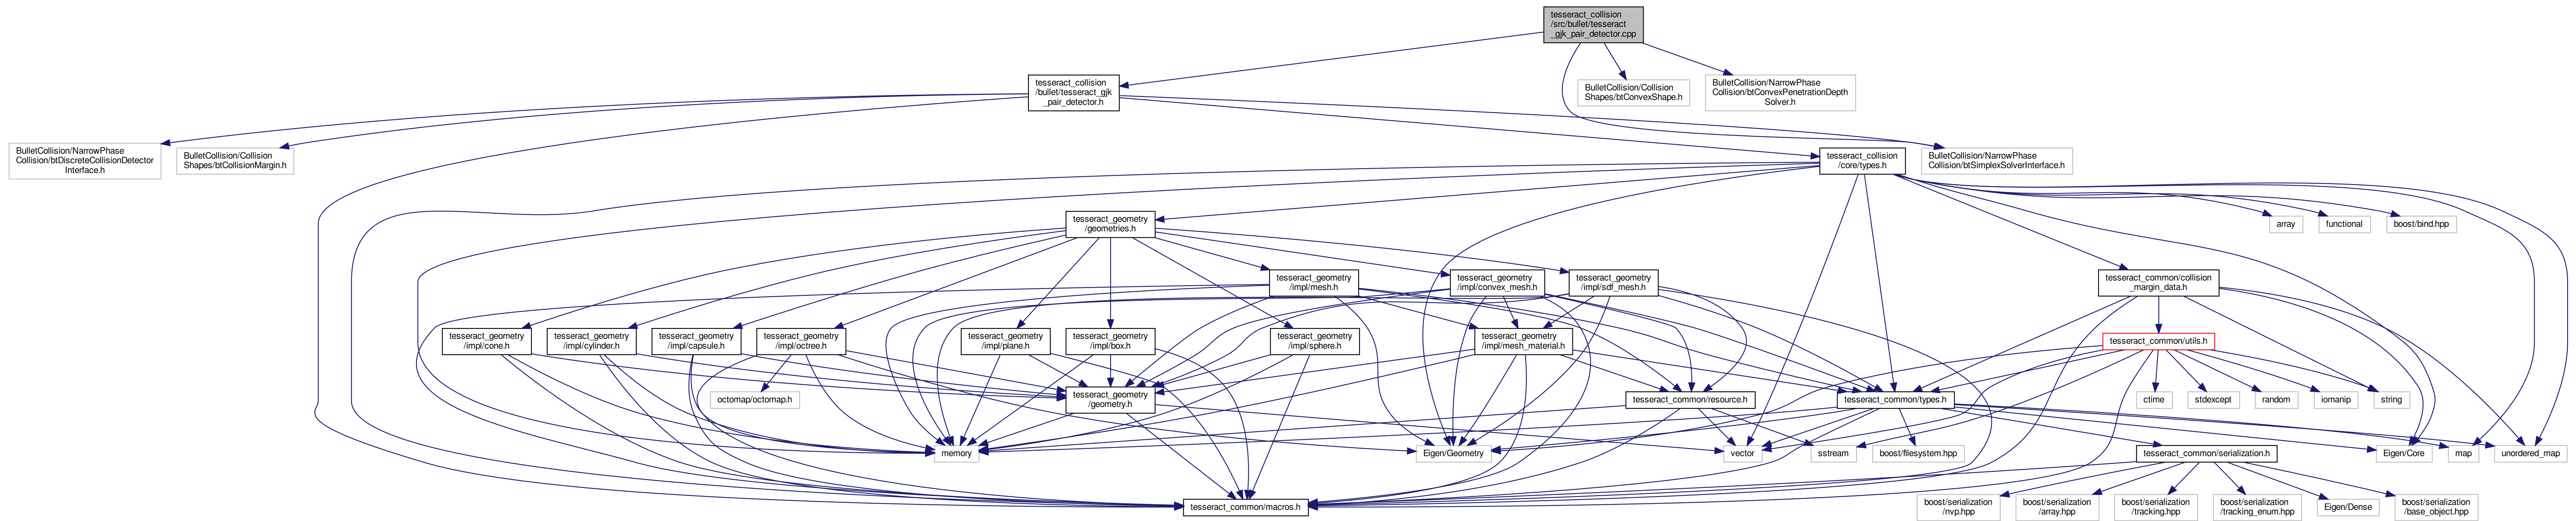 tesseract_collision
/src/bullet/tesseract
_gjk_pair_detector.cpp
tesseract_collision
/bullet/tesseract_gjk
_pair_detector.h
BulletCollision/Collision
Shapes/btConvexShape.h
BulletCollision/NarrowPhase
Collision/btConvexPenetrationDepth
Solver.h
BulletCollision/NarrowPhase
Collision/btDiscreteCollisionDetector
Interface.h
BulletCollision/Collision
Shapes/btCollisionMargin.h
tesseract_collision
/core/types.h
BulletCollision/NarrowPhase
Collision/btSimplexSolverInterface.h
tesseract_geometry
/geometries.h
array
functional
boost/bind.hpp
tesseract_geometry
/impl/mesh.h
tesseract_geometry
/impl/convex_mesh.h
tesseract_geometry
/impl/sdf_mesh.h
tesseract_common/collision
_margin_data.h
tesseract_geometry
/impl/cone.h
tesseract_geometry
/impl/cylinder.h
tesseract_geometry
/impl/capsule.h
tesseract_geometry
/impl/octree.h
tesseract_geometry
/impl/plane.h
tesseract_geometry
/impl/box.h
tesseract_geometry
/impl/sphere.h
tesseract_geometry
/impl/mesh_material.h
tesseract_common/utils.h
octomap/octomap.h
tesseract_geometry
/geometry.h
tesseract_common/resource.h
tesseract_common/types.h
ctime
stdexcept
random
iomanip
string
memory
Eigen/Geometry
vector
sstream
boost/filesystem.hpp
tesseract_common/serialization.h
Eigen/Core
map
unordered_map
tesseract_common/macros.h
boost/serialization
/nvp.hpp
boost/serialization
/array.hpp
boost/serialization
/tracking.hpp
boost/serialization
/tracking_enum.hpp
Eigen/Dense
boost/serialization
/base_object.hpp